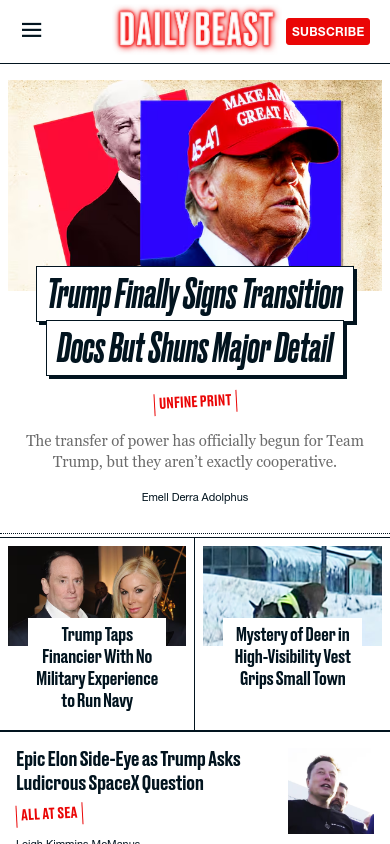 DAILY BEAST
SUBSCRIBE
MAKE AM
GREAT A
45-47
Trump Finally Signs Transition
Docs But Shuns Major Detail
UNFINE PRINT
The transfer of power has officially begun for Team
Trump, but they aren’t exactly cooperative.
Emell Derra Adolphus
Trump Taps
Financier With No
Military Experience
to Run Navy
Mystery of Deer in
High-Visibility Vest
Grips Small Town
Epic Elon Side-Eye as Trump Asks
Ludicrous SpaceX Question
ALL AT SEA
Leigh Kimmins McManus